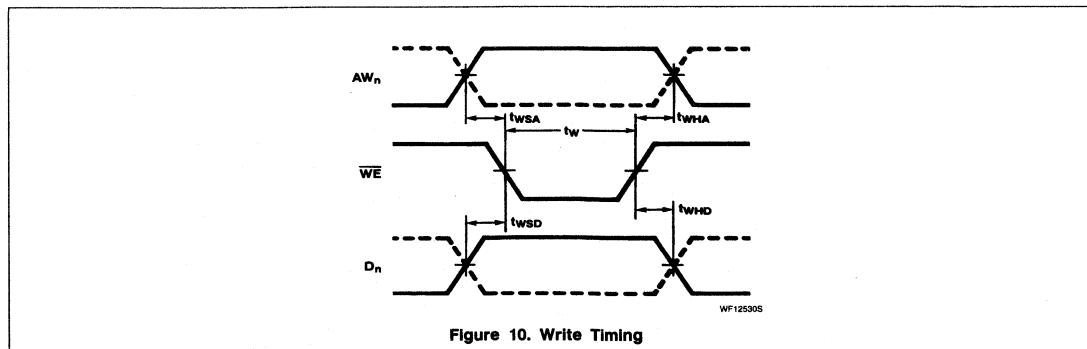 AWn
tWSA
tW
tWHA
WE
tWSD
tWHD
Dn
WF12530S
Figure 10. Write Timing